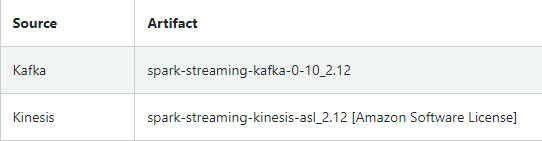 Source Artifact
Kafka spark-streaming-kafka-0-10_2.12
Kinesis spark-streaming-kinesis-asl_2.12 [Amazon Software License]